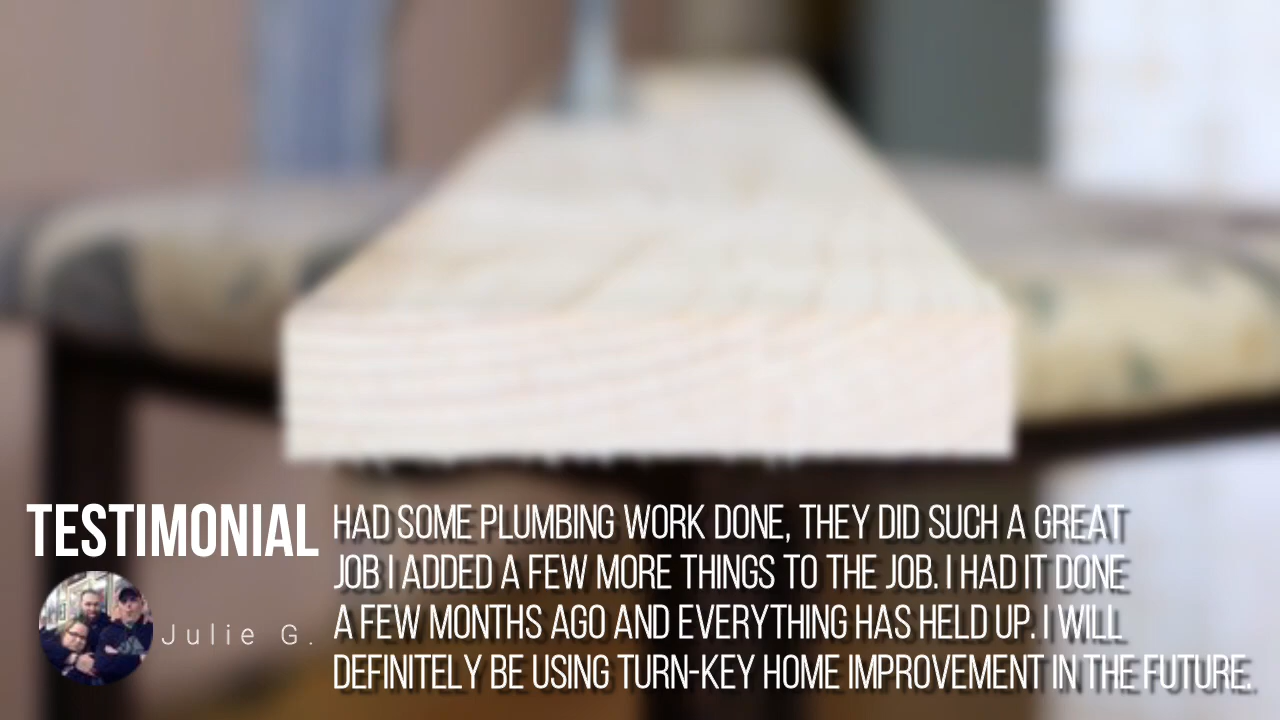 TESTIMONIAL
Julie G.
HAD SOME PLUMBING WORK DONE, THEY DID SUCH A GREAT
JOB I ADDED A FEW MORE THINGS TO THE JOB. I HAD IT DONE
A FEW MONTHS AGO AND EVERYTHING HAS HELD UP. I WILL
DEFINITELY BE USING TURN-KEY HOME IMPROVEMENT IN THE FUTURE.